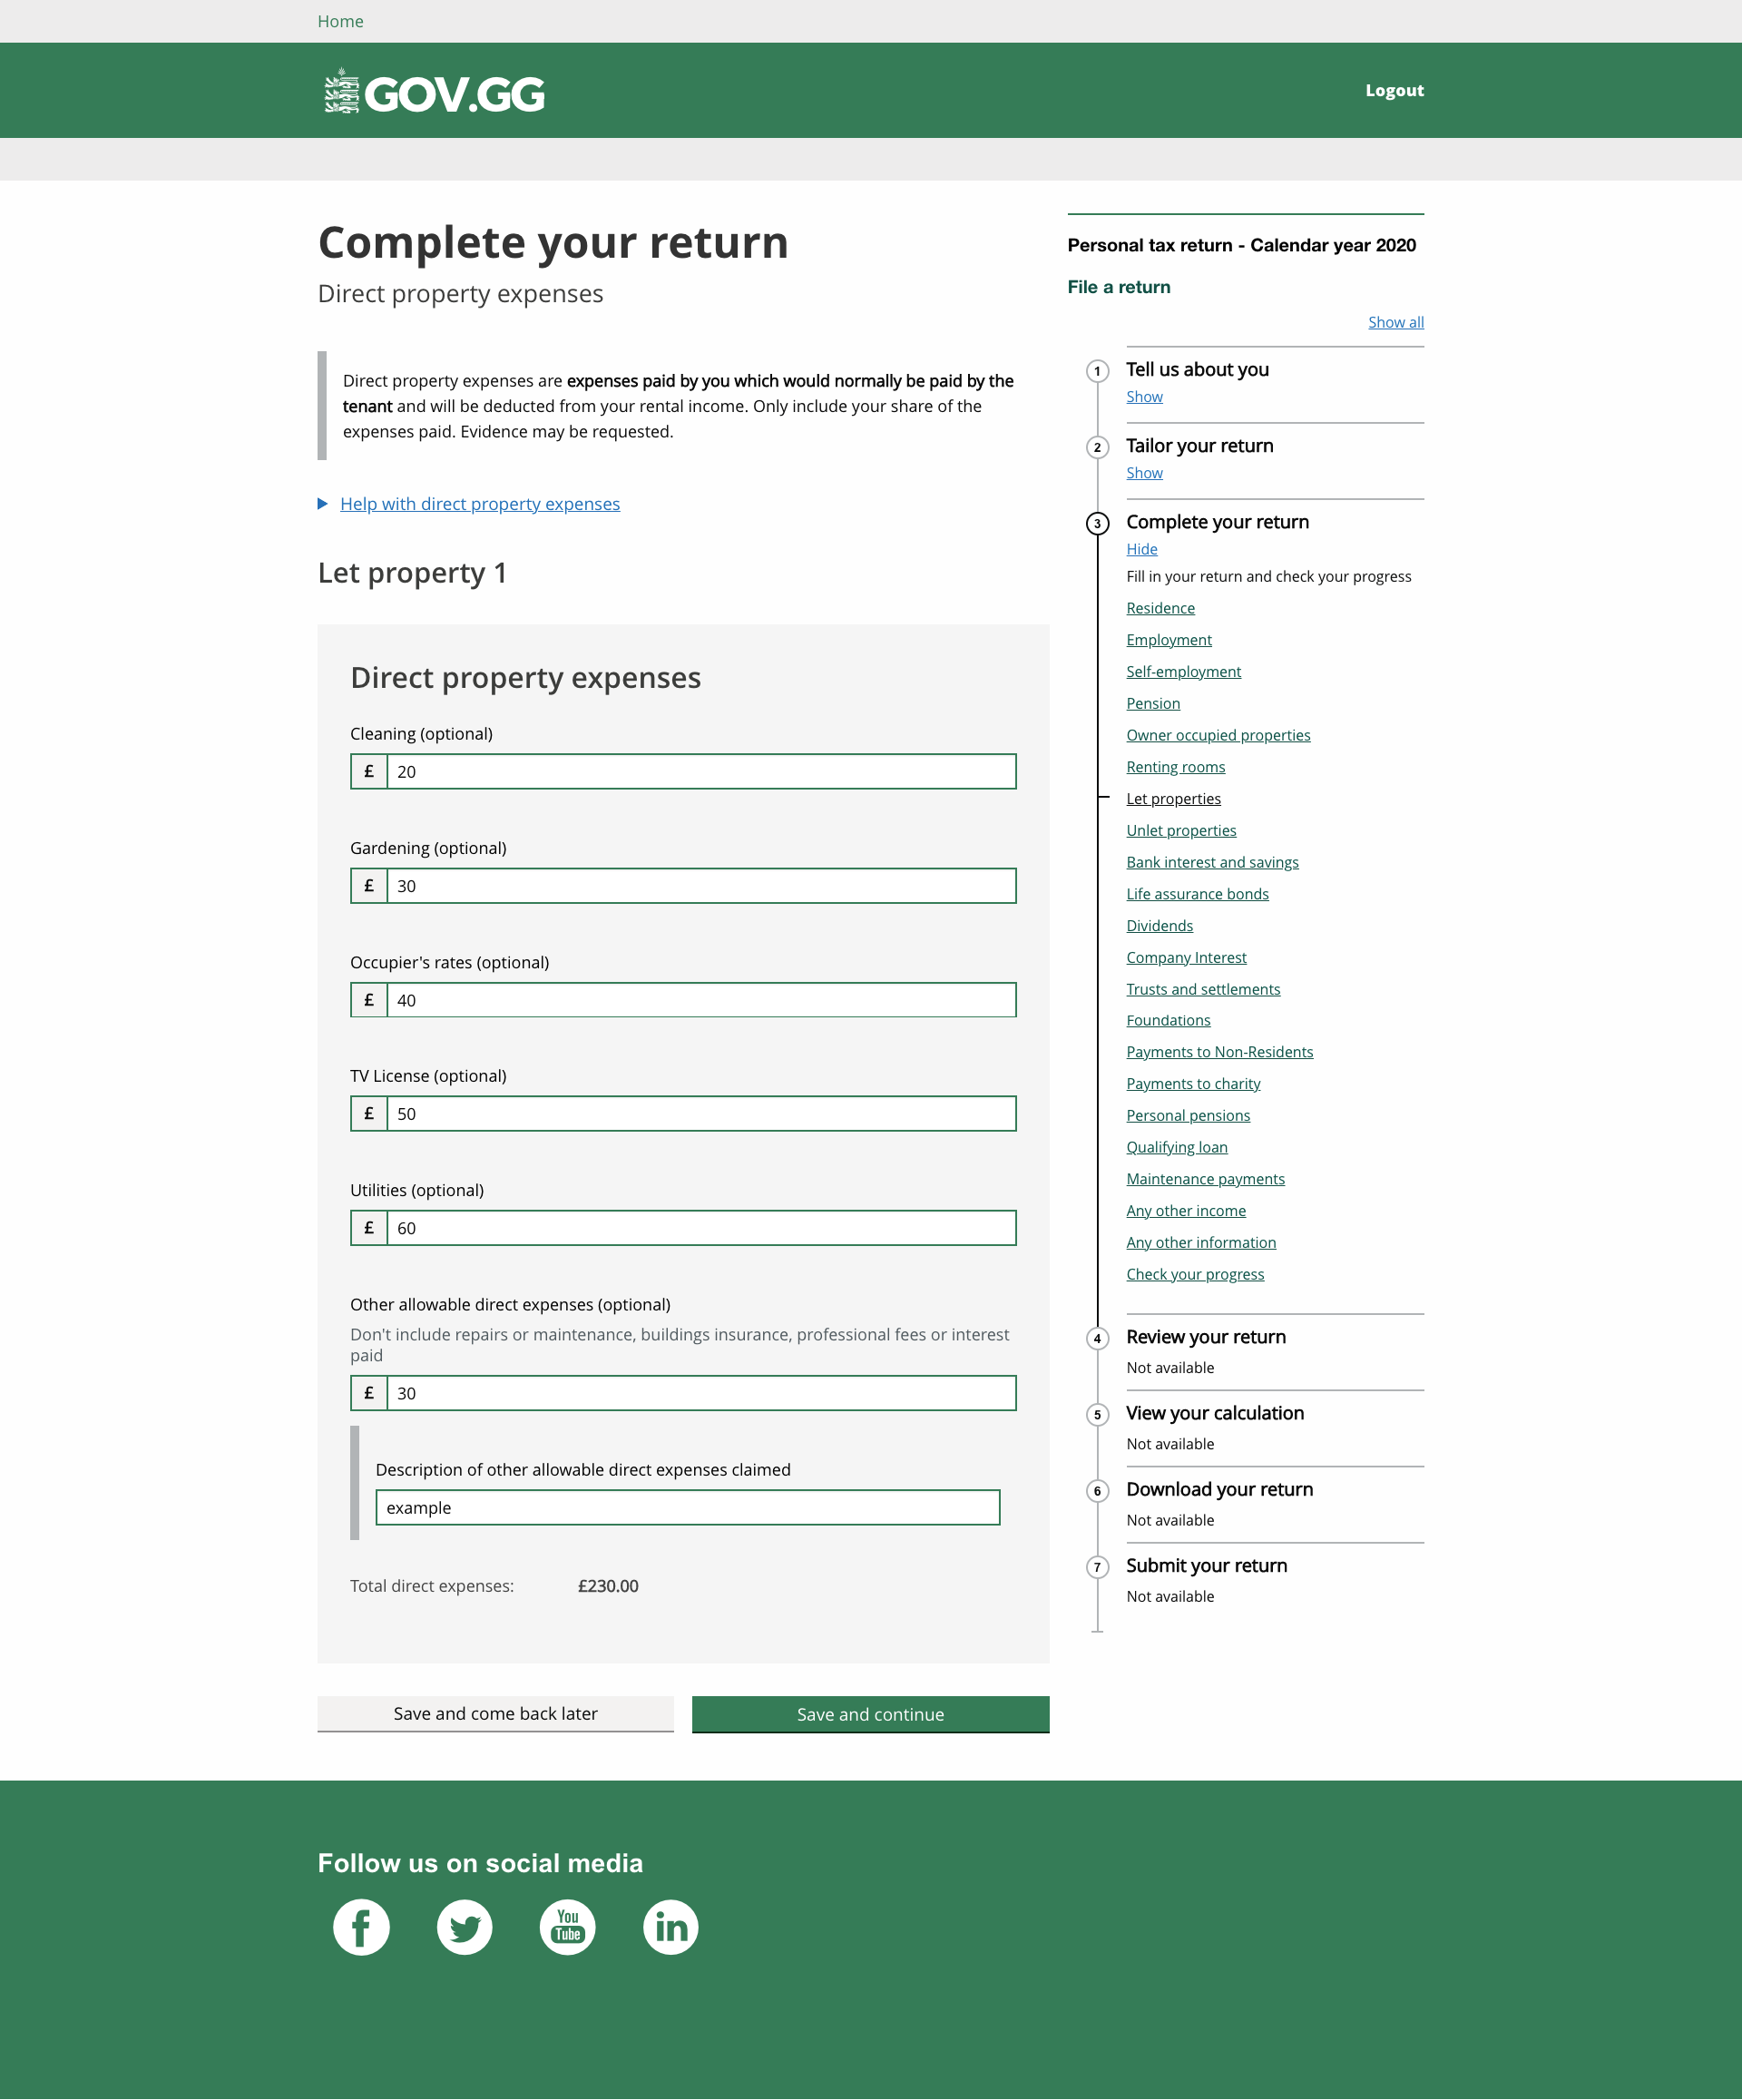 Home
GOV.GG
Logout
Complete your return
Direct property expenses
Direct property expenses are expenses paid by you which would normally be paid by the
tenant and will be deducted from your rental income. Only include your share of the
expenses paid. Evidence may be requested.
Help with direct property expenses
Let property 1
Direct property expenses
Cleaning (optional)
£ 20
Gardening (optional)
£ 30
Occupier's rates (optional)
£ 40
TV License (optional)
£ 50
Utilities (optional)
£ 60
Other allowable direct expenses (optional)
Don't include repairs or maintenance, buildings insurance, professional fees or interest
paid
£ 30
Description of other allowable direct expenses claimed
example
Total direct expenses: £230.00
Save and come back later
Save and continue
Personal tax return - Calendar year 2020
File a return
Show all
1 Tell us about you
Show
2 Tailor your return
Show
3 Complete your return
Hide
Fill in your return and check your progress
Residence
Employment
Self-employment
Pension
Owner occupied properties
Renting rooms
Let properties
Unlet properties
Bank interest and savings
Life assurance bonds
Dividends
Company Interest
Trusts and settlements
Foundations
Payments to Non-Residents
Payments to charity
Personal pensions
Qualifying loan
Maintenance payments
Any other income
Any other information
Check your progress
4 Review your return
Not available
5 View your calculation
Not available
6 Download your return
Not available
7 Submit your return
Not available
Follow us on social media
f
You
Tube
in